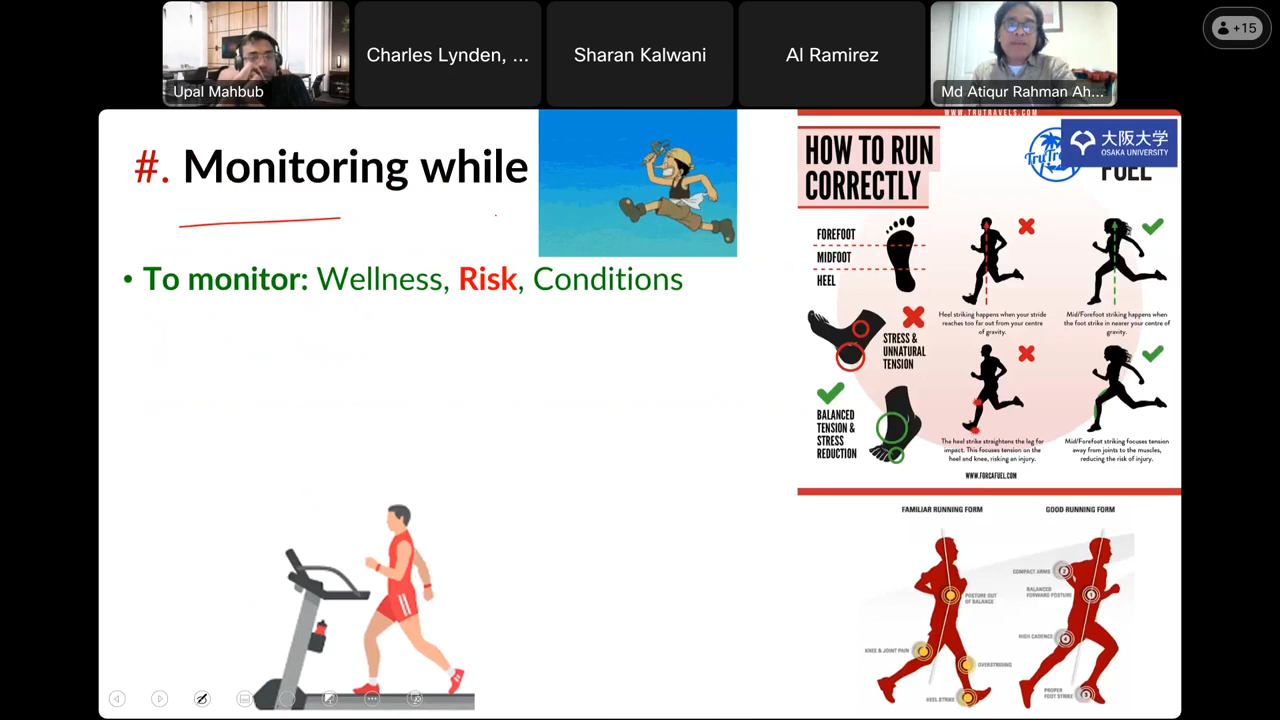 Upal Mahbub
Charles Lynden, ...
Sharan Kalwani
Al Ramirez
Md Atiqur Rahman Ah...
+15
#. Monitoring while
• To monitor: Wellness, Risk, Conditions
WWW.TRUTRAVELS.COM
HOW TO RUN
CORRECTLY
大阪大学
OSAKA UNIVERSITY
FUEL
FOREFOOT
MIDFOOT
HEEL
Heel striking happens when your stride
reaches too far out from your centre
of gravity.
Mid/Forefoot striking happens when
the foot strike in nearer your centre of
gravity.
STRESS &
UNNATURAL
TENSION
BALANCED
TENSION &
STRESS
REDUCTION
The heel strike straightens the leg for
impact. This focuses tension on the
heel and knee, risking an injury.
Mid/Forefoot striking focuses tension
away from joints to the muscles,
reducing the risk of injury.
WWW.FORCAFUEL.COM
FAMILIAR RUNNING FORM
GOOD RUNNING FORM
POSTURE OUT
OF BALANCE
KNEE & JOINT PAIN
OVERSTRIDING
HEEL STRIKE
COMPACT ARMS
2
BALANCED
FORWARD POSTURE
1
HIGH CADENCE
4
PROPER
FOOT STRIKE
3